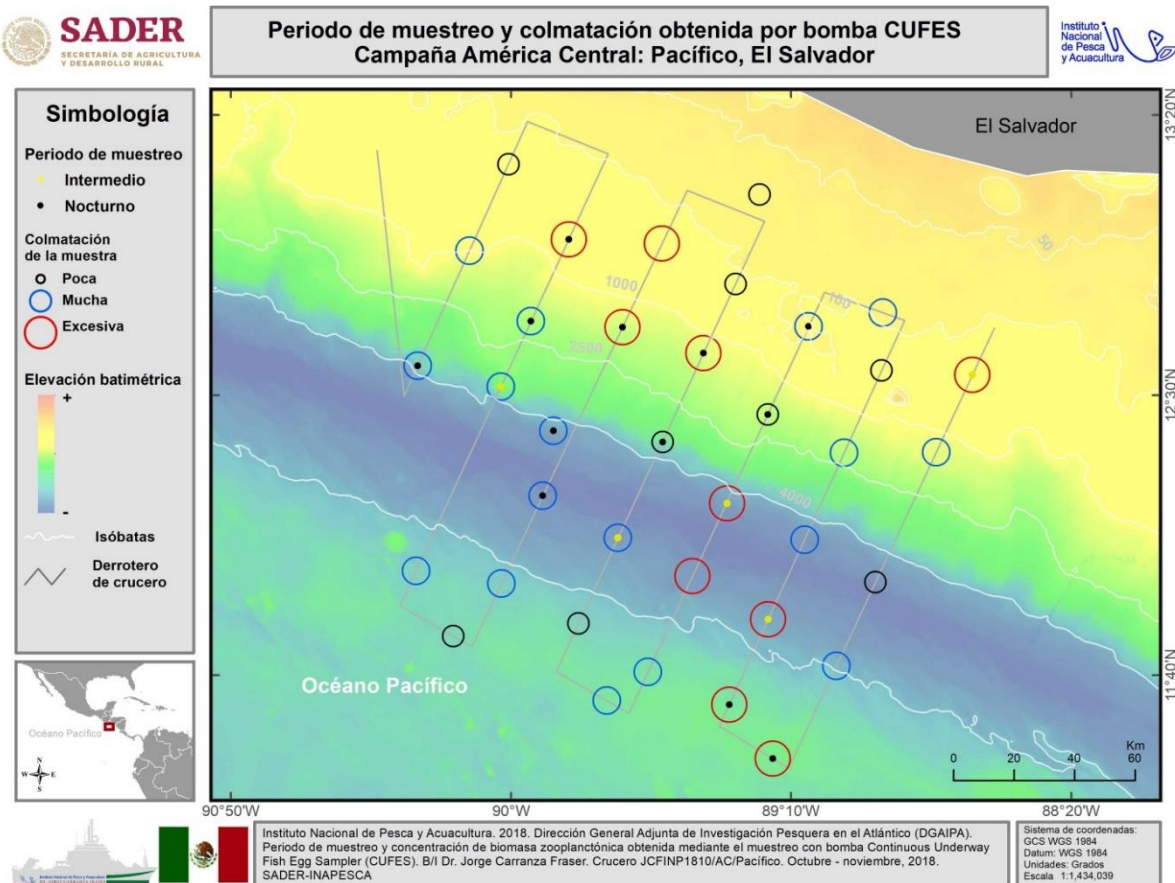 SADER
SECRETARÍA DE AGRICULTURA
Y DESARROLLO RURAL
Periodo de muestreo y colmatación obtenida por bomba CUFES
Campaña América Central: Pacífico, El Salvador
Instituto
Nacional
de Pesca
y Acuacultura
Simbología
Periodo de muestreo
Intermedio
Nocturno
Colmatación
de la muestra
Poca
Mucha
Excesiva
Elevación batimétrica
+
-
Isóbatas
Derrotero
de crucero
El Salvador
50
100
1000
2500
4000
Océano Pacífico
13°20'N
12°30'N
11°40'N
90°50'W
90°W
89°10'W
88°20'W
Km
0 20 40 60
Océano Pacífico
N
W E
S
Instituto Nacional de Pesca y Acuacultura. 2018. Dirección General Adjunta de Investigación Pesquera en el Atlántico (DGAIPA).
Periodo de muestreo y concentración de biomasa zooplanctónica obtenida mediante el muestreo con bomba Continuous Underway
Fish Egg Sampler (CUFES). B/I Dr. Jorge Carranza Fraser. Crucero JCFINP1810/AC/Pacífico. Octubre - noviembre, 2018.
SADER-INAPESCA
Sistema de coordenadas:
GCS WGS 1984
Datum: WGS 1984
Unidades: Grados
Escala 1:1,434,039